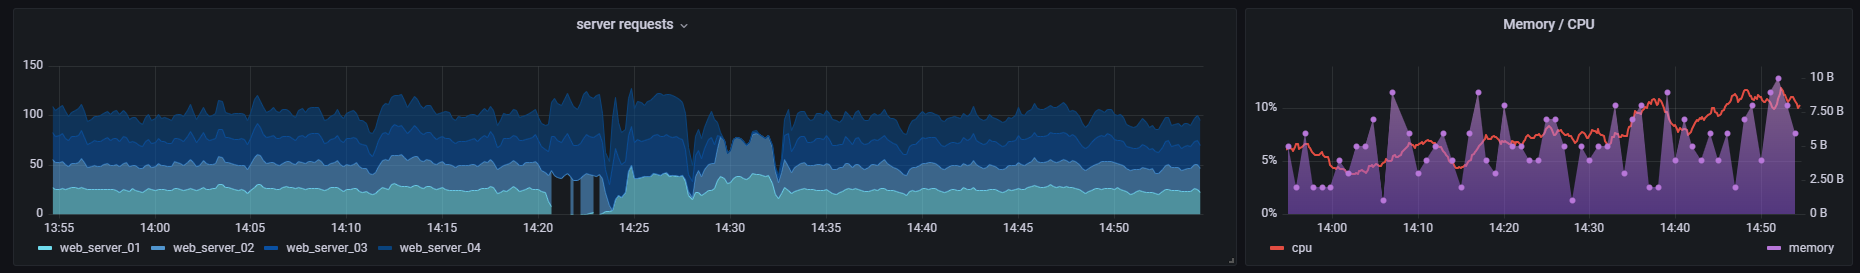 server requests
150
100
50
0
13:55 14:00 14:05 14:10 14:15 14:20 14:25 14:30 14:35 14:40 14:45 14:50
web_server_01 web_server_02 web_server_03 web_server_04
Memory / CPU
10%
5%
0%
10 B
7.50 B
5 B
2.50 B
0 B
14:00 14:10 14:20 14:30 14:40 14:50
cpu memory